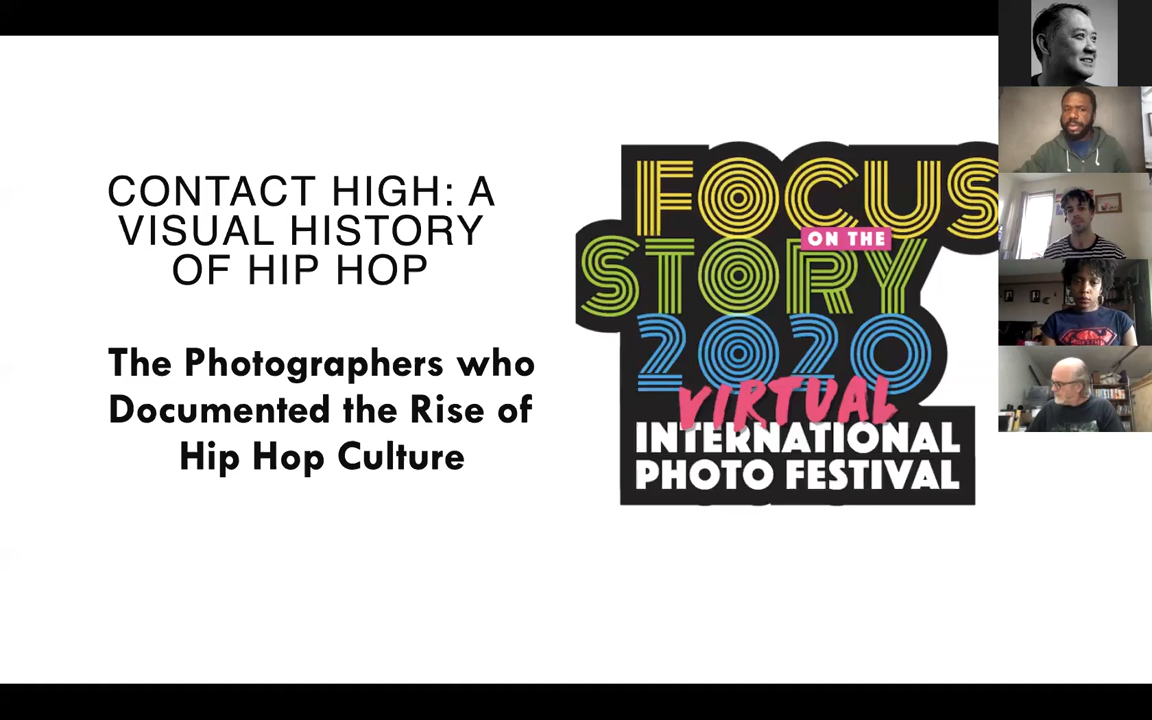 CONTACT HIGH: A
VISUAL HISTORY
OF HIP HOP
The Photographers who
Documented the Rise of
Hip Hop Culture
FOCUS
ON THE
STORY
2020
VIRTUAL
INTERNATIONAL
PHOTO FESTIVAL